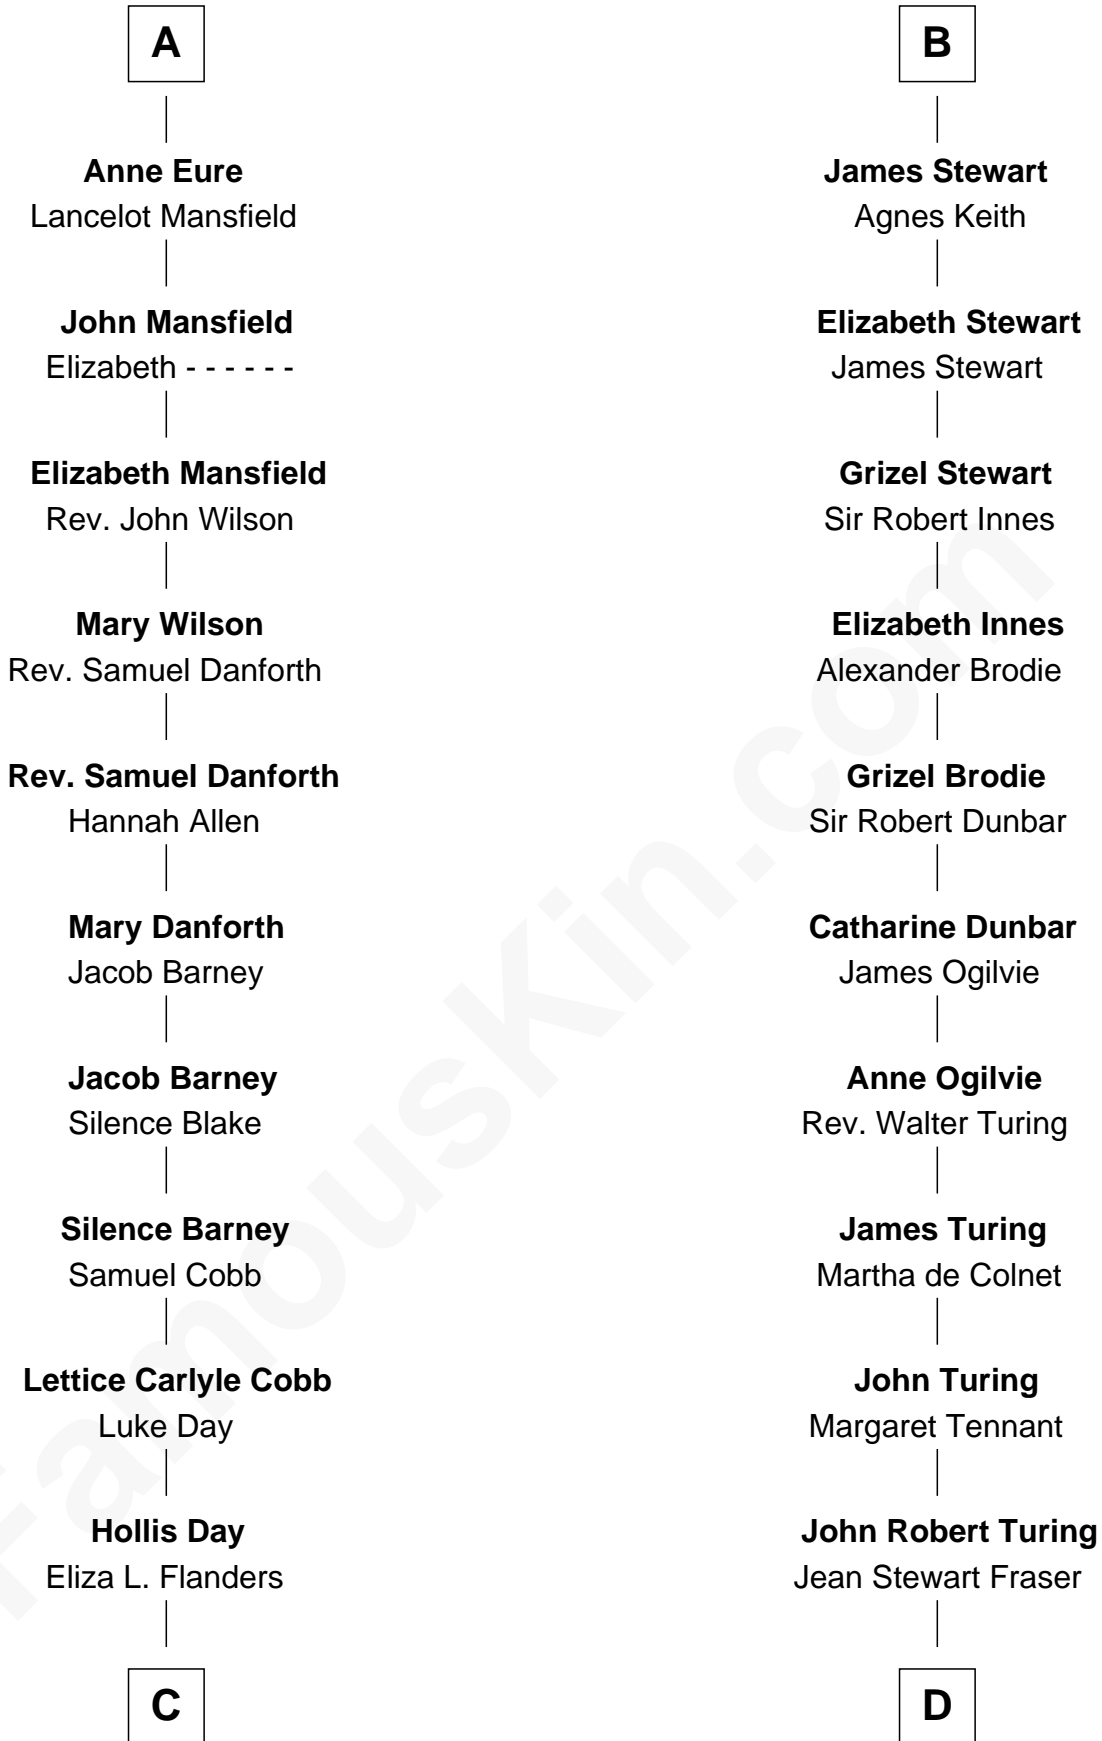 A
Anne Eure
Lancelot Mansfield
John Mansfield
Elizabeth - - - - - -
Elizabeth Mansfield
Rev. John Wilson
Mary Wilson
Rev. Samuel Danforth
Rev. Samuel Danforth
Hannah Allen
Mary Danforth
Jacob Barney
Jacob Barney
Silence Blake
Silence Barney
Samuel Cobb
Lettice Carlyle Cobb
Luke Day
Hollis Day
Eliza L. Flanders
C
B
James Stewart
Agnes Keith
Elizabeth Stewart
James Stewart
Grizel Stewart
Sir Robert Innes
Elizabeth Innes
Alexander Brodie
Grizel Brodie
Sir Robert Dunbar
Catharine Dunbar
James Ogilvie
Anne Ogilvie
Rev. Walter Turing
James Turing
Martha de Colnet
John Turing
Margaret Tennant
John Robert Turing
Jean Stewart Fraser
D
FamousKin.com